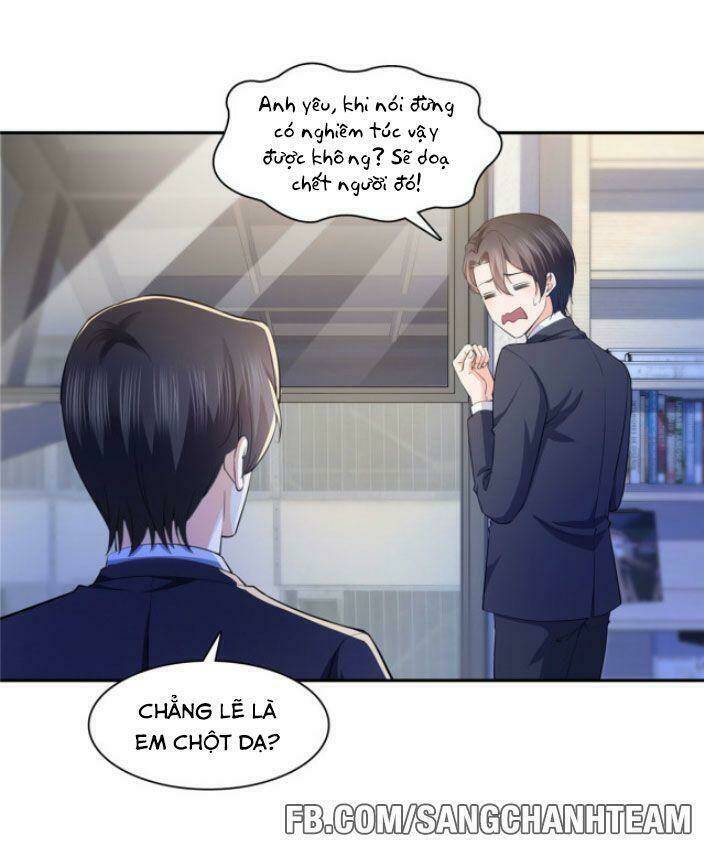 Anh yêu, khi nói đừng
có nghiêm túc vậy
được không? Sẽ doạ
chết người đó!
CHẲNG LẼ LÀ
EM CHỘT DẠ?
FB.COM/SANGCHANHTEAM